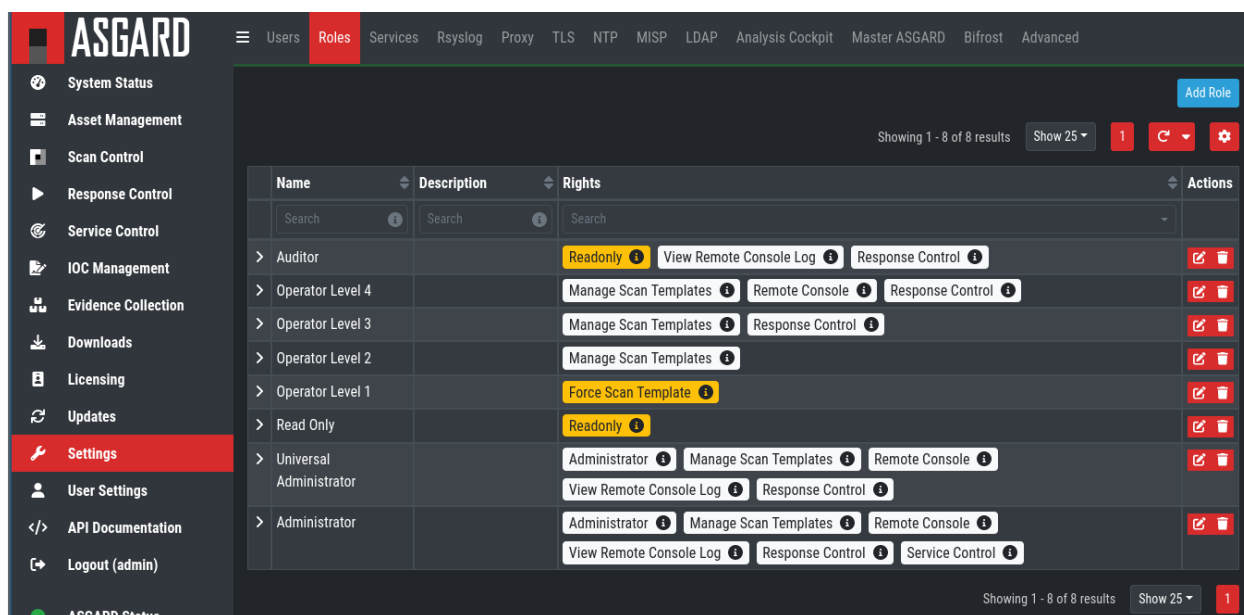 ASGARD
Users Roles Services Rsyslog Proxy TLS NTP MISP LDAP Analysis Cockpit Master ASGARD Bifrost Advanced
System Status
Asset Management
Scan Control
Response Control
Service Control
IOC Management
Evidence Collection
Downloads
Licensing
Updates
Settings
User Settings
API Documentation
Logout (admin)
ASGARD Status
Add Role
Showing 1 - 8 of 8 results Show 25 1
Name Description Rights Actions
Search Search Search
Auditor Readonly View Remote Console Log Response Control
Operator Level 4 Manage Scan Templates Remote Console Response Control
Operator Level 3 Manage Scan Templates Response Control
Operator Level 2 Manage Scan Templates
Operator Level 1 Force Scan Template
Read Only Readonly
Universal Administrator Manage Scan Templates Remote Console
Administrator View Remote Console Log Response Control
Administrator Administrator Manage Scan Templates Remote Console
View Remote Console Log Response Control Service Control
Showing 1 - 8 of 8 results Show 25 1